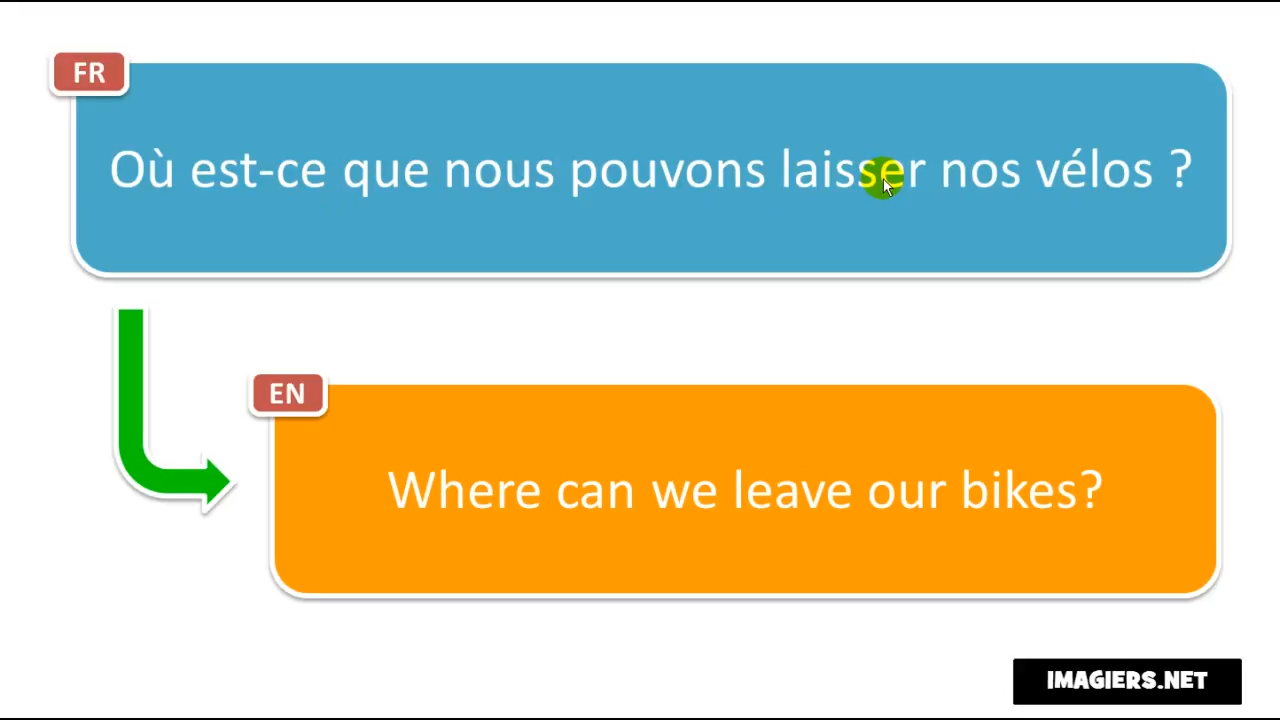 FR
Où est-ce que nous pouvons laisser nos vélos ?
EN
Where can we leave our bikes?
IMAGIERS.NET